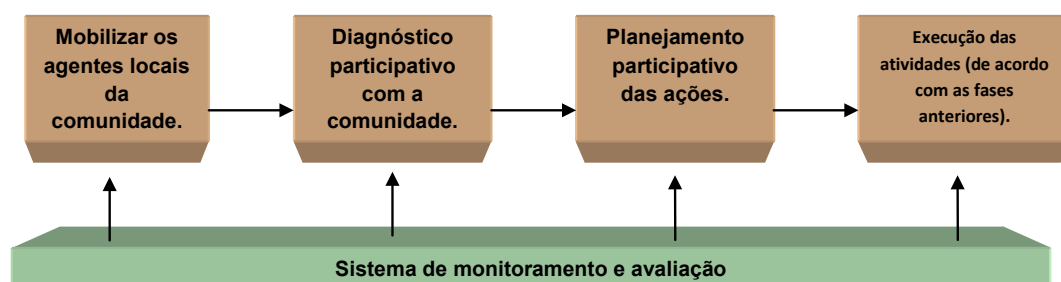 Mobilizar os
agentes locais
da
comunidade.
Diagnóstico
participativo
com a
comunidade.
Planejamento
participativo
das ações.
Execução das
atividades (de acordo
com as fases
anteriores).
Sistema de monitoramento e avaliação